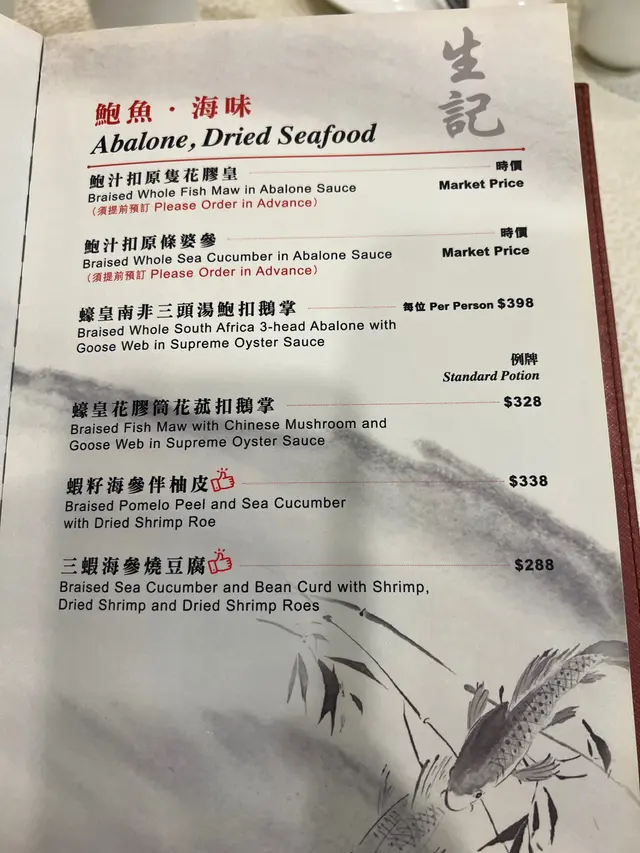 生記
鮑魚・海味
Abalone, Dried Seafood
鮑汁扣原隻花膠皇 時價
Braised Whole Fish Maw in Abalone Sauce Market Price
（須提前預訂 Please Order in Advance）
鮑汁扣原條婆參 時價
Braised Whole Sea Cucumber in Abalone Sauce Market Price
（須提前預訂 Please Order in Advance）
蠔皇南非三頭湯鮑扣鵝掌 每位 Per Person $398
Braised Whole South Africa 3-head Abalone with
Goose Web in Supreme Oyster Sauce
例牌
Standard Potion
蠔皇花膠筒花菰扣鵝掌 $328
Braised Fish Maw with Chinese Mushroom and
Goose Web in Supreme Oyster Sauce
蝦籽海參伴柚皮 $338
Braised Pomelo Peel and Sea Cucumber
with Dried Shrimp Roe
三蝦海參燒豆腐 $288
Braised Sea Cucumber and Bean Curd with Shrimp,
Dried Shrimp and Dried Shrimp Roes